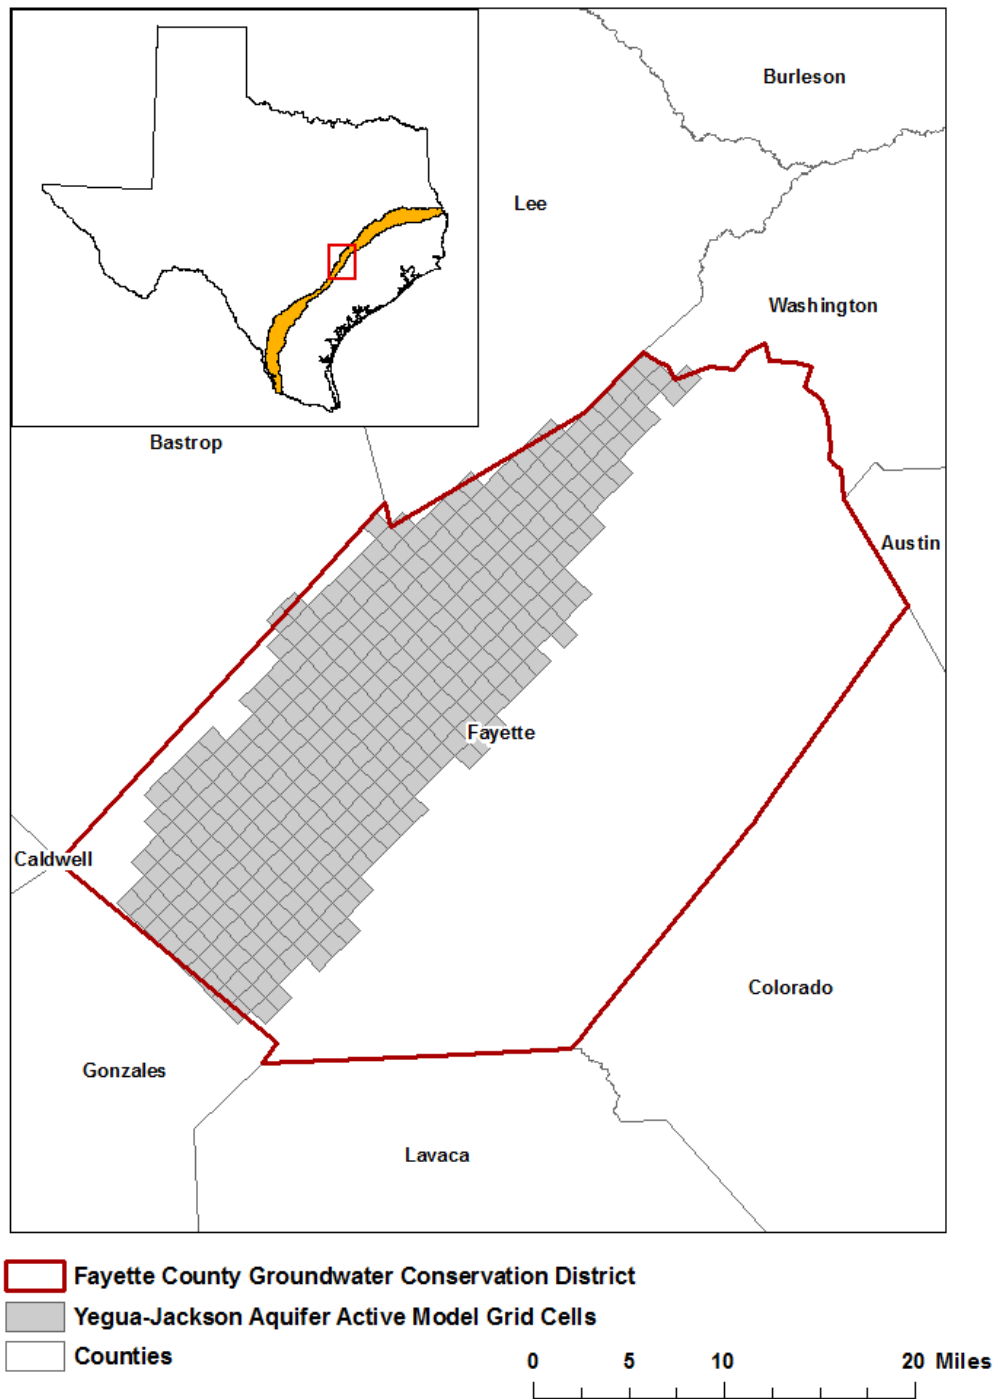 Burleson
Lee
Washington
Bastrop
Austin
Fayette
Caldwell
Colorado
Gonzales
Lavaca
Fayette County Groundwater Conservation District
Yegua-Jackson Aquifer Active Model Grid Cells
Counties
0 5 10 20 Miles